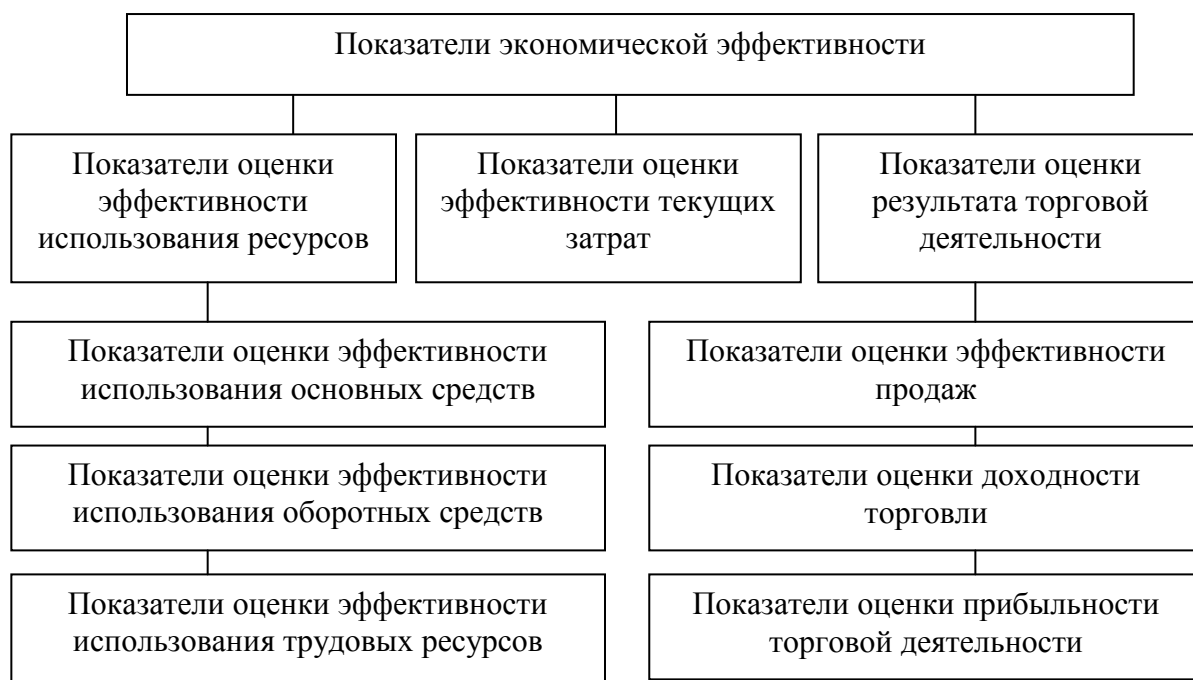 Показатели экономической эффективности
Показатели оценки
эффективности
использования ресурсов
Показатели оценки
эффективности текущих
затрат
Показатели оценки
результата торговой
деятельности
Показатели оценки эффективности
использования основных средств
Показатели оценки эффективности
продаж
Показатели оценки эффективности
использования оборотных средств
Показатели оценки доходности
торговли
Показатели оценки эффективности
использования трудовых ресурсов
Показатели оценки прибыльности
торговой деятельности